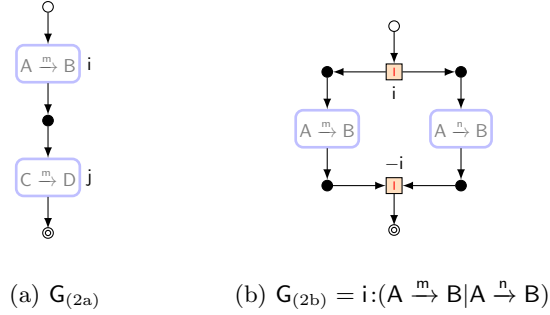 A m→ B i
C m→ D j
(a) G(2a)
I
i
A m→ B A n→ B
−i
I
(b) G(2b) = i:(A m→ B|A n→ B)